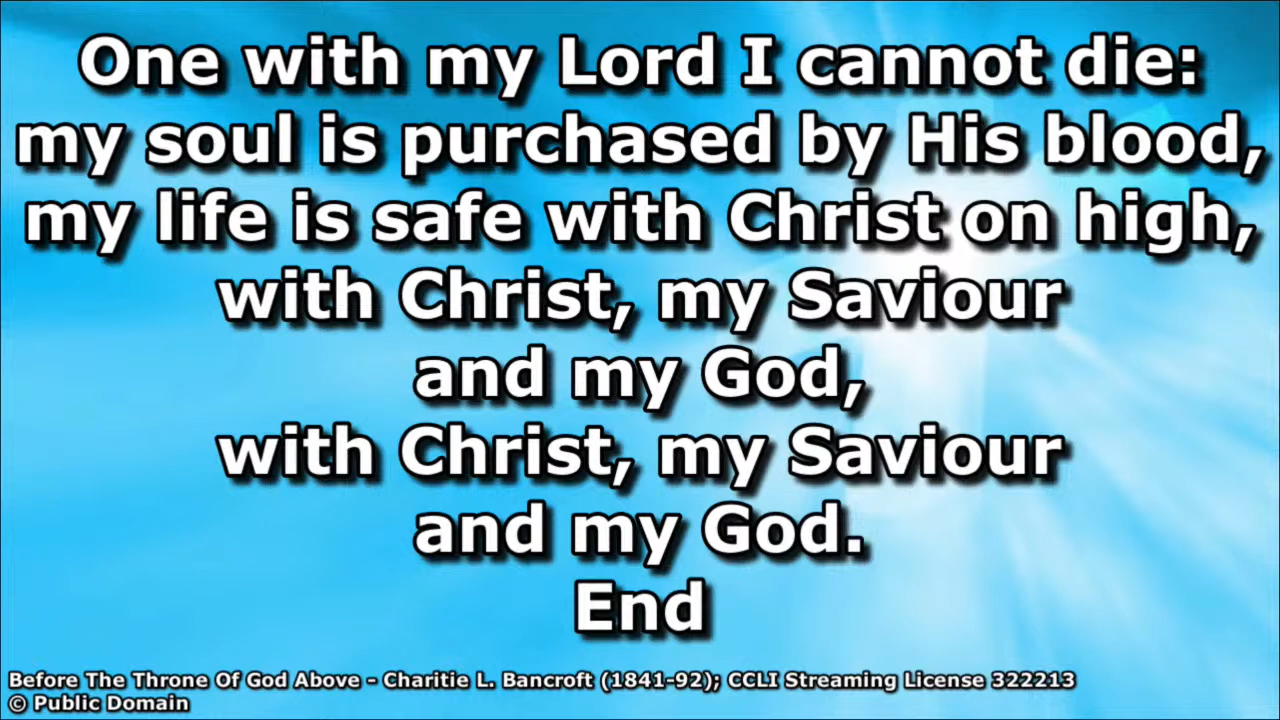 One with my Lord I cannot die:
my soul is purchased by His blood,
my life is safe with Christ on high,
with Christ, my Saviour
and my God,
with Christ, my Saviour
and my God.
End
Before The Throne Of God Above - Charitie L. Bancroft (1841-92); CCLI Streaming License 322213
© Public Domain